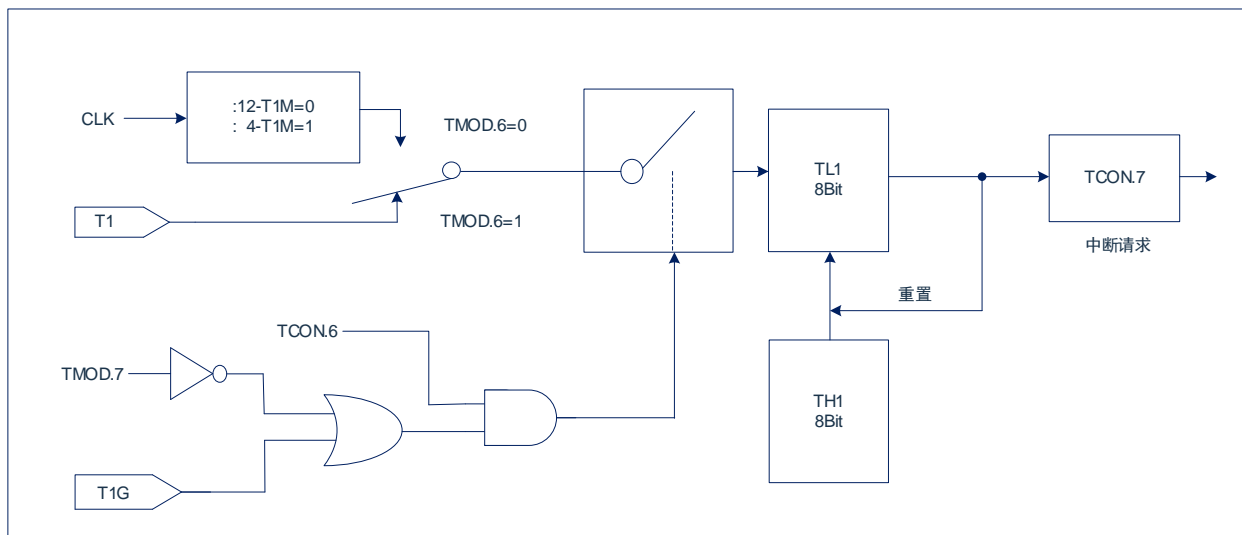 :12-T1M=0
: 4-T1M=1
CLK
TMOD.6=0
T1
TMOD.6=1
TL1
8Bit
TCON.7
中断请求
重置
TCON.6
TMOD.7
TH1
8Bit
T1G